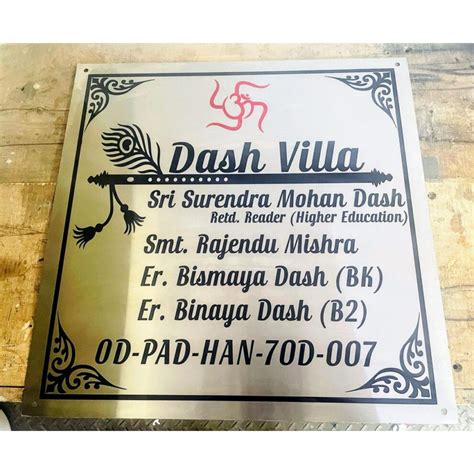 ॐ
Dash Villa
Sri Surendra Mohan Dash
Retd. Reader (Higher Education)
Smt. Rajendu Mishra
Er. Bismaya Dash (BK)
Er. Binaya Dash (B2)
OD-PAD-HAN-70D-007